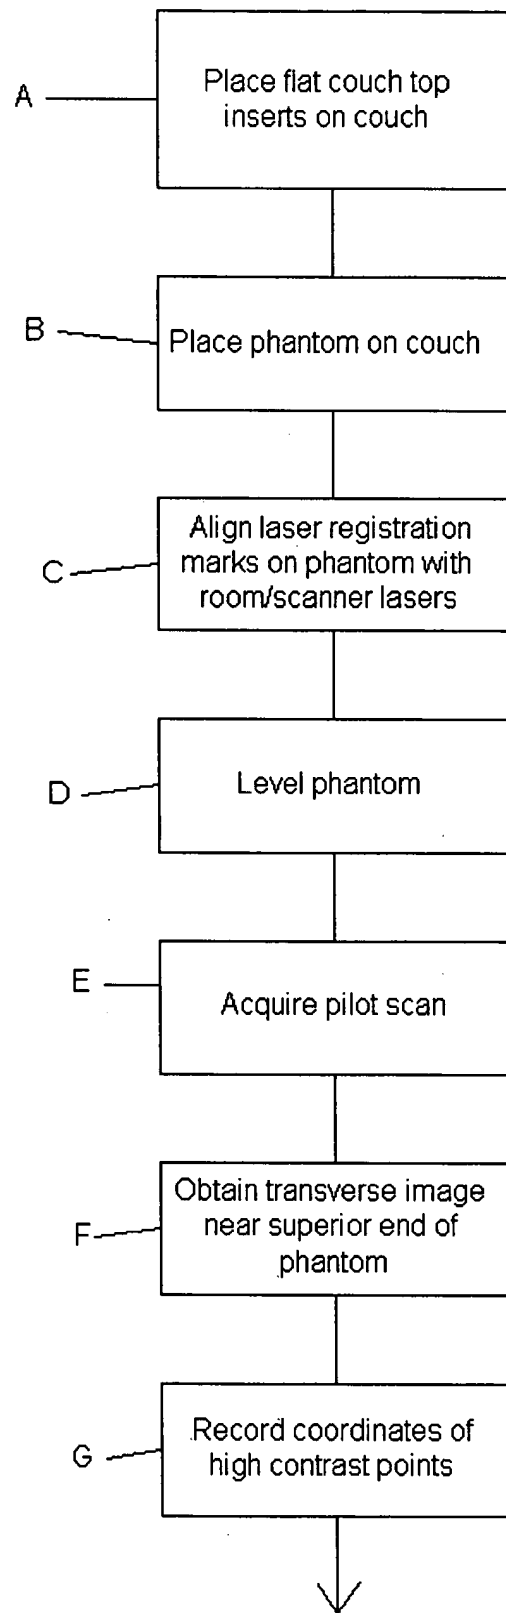 A
Place flat couch top
inserts on couch
B
Place phantom on couch
C
Align laser registration
marks on phantom with
room/scanner lasers
D
Level phantom
E
Acquire pilot scan
F
Obtain transverse image
near superior end of
phantom
G
Record coordinates of
high contrast points